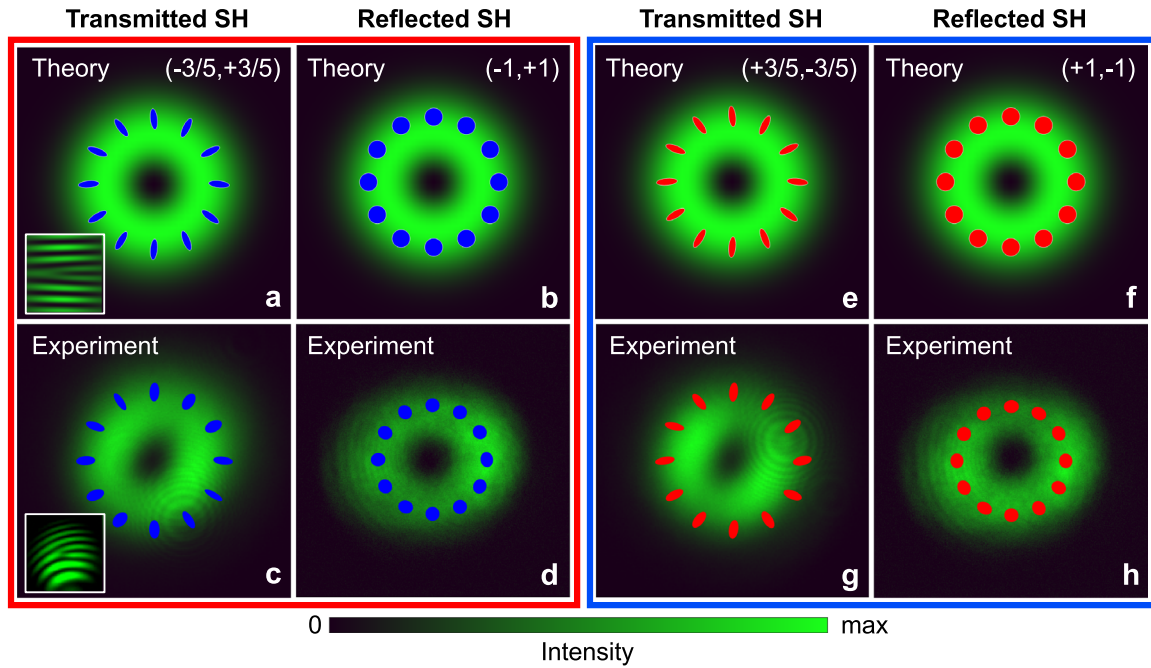 Transmitted SH Reflected SH Transmitted SH Reflected SH
Theory (-3/5,+3/5) Theory (-1,+1) Theory (+3/5,-3/5) Theory (+1,-1)
a b e f
Experiment Experiment Experiment Experiment
c d g h
0 max
Intensity